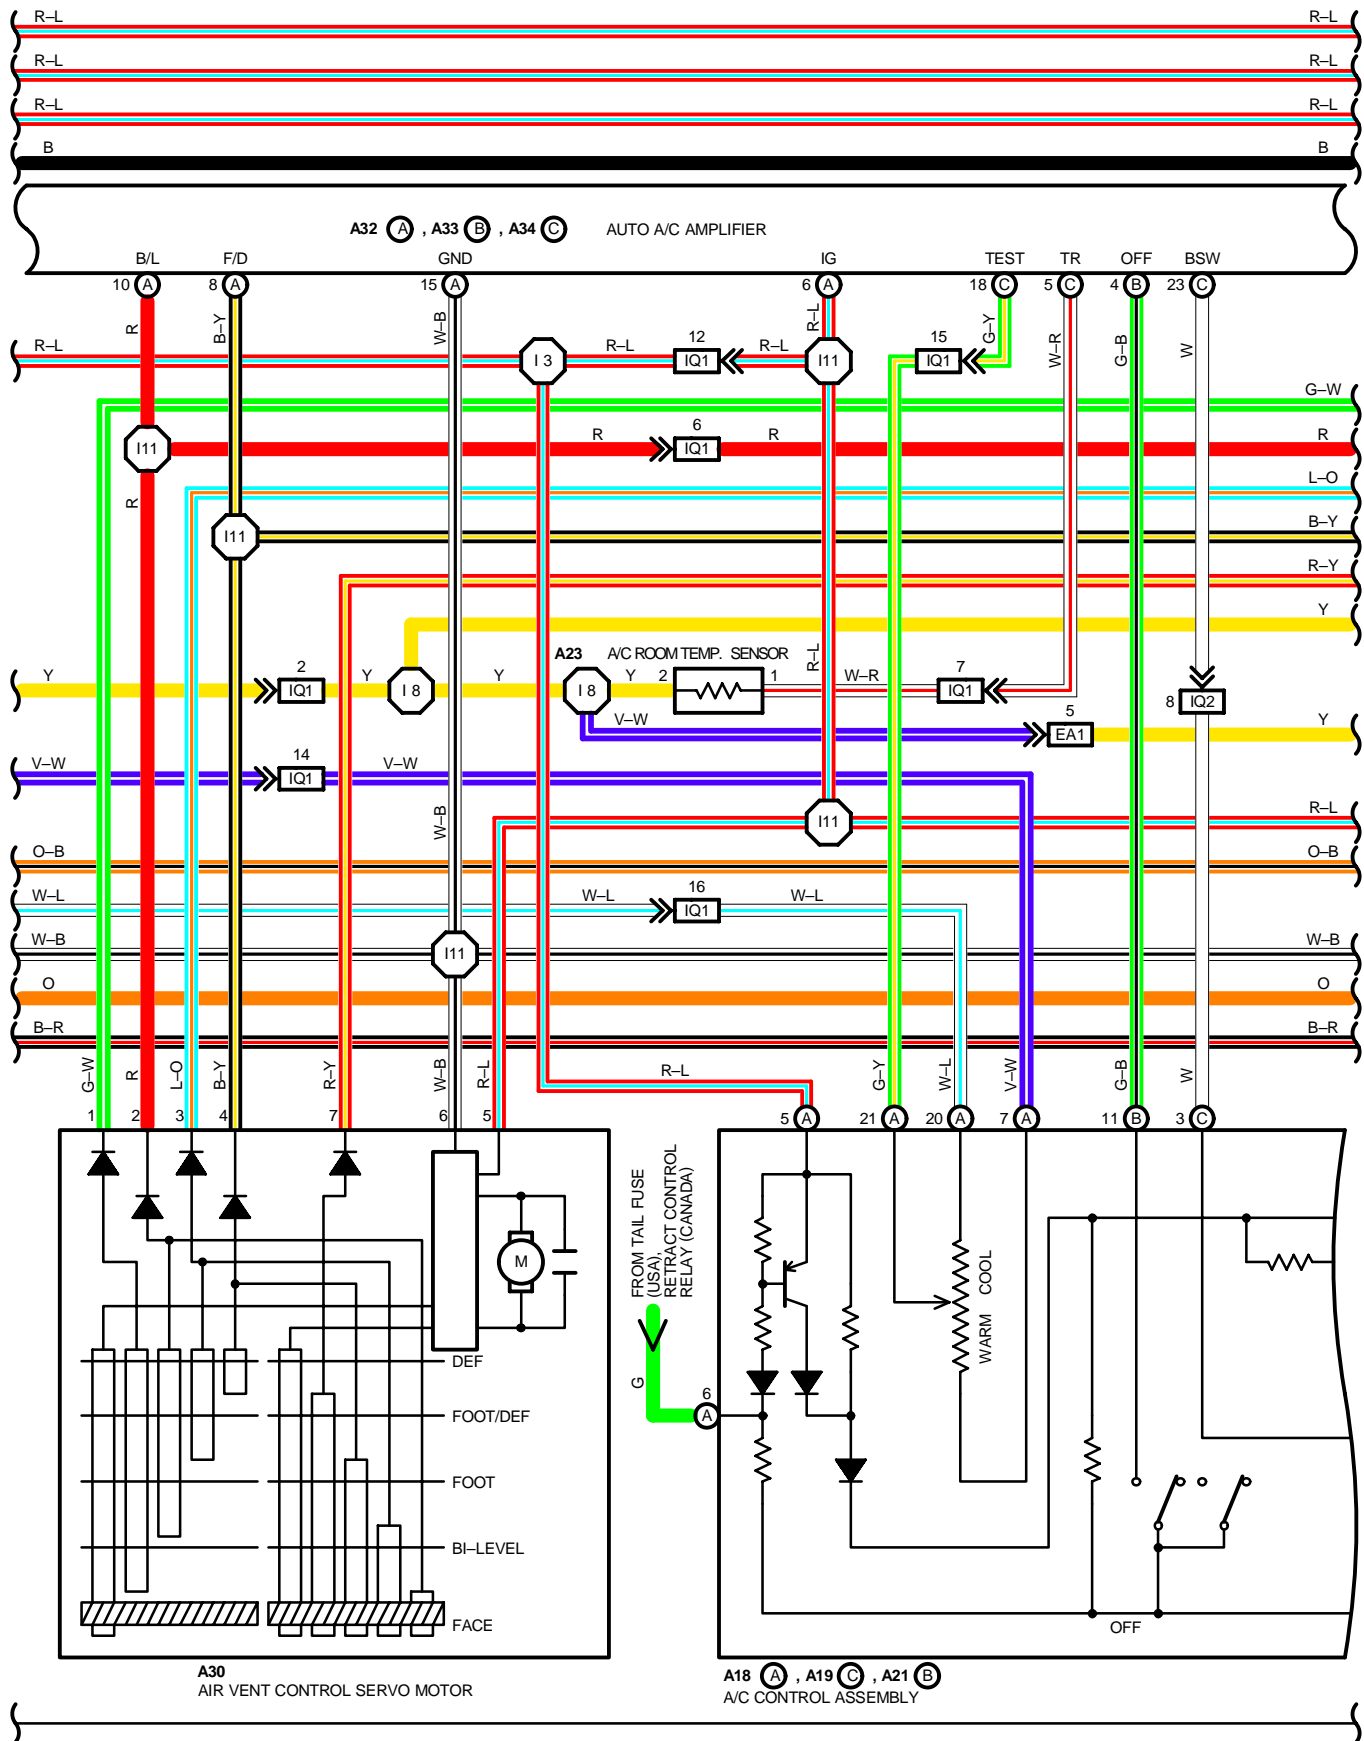 R–L R–L
R–L R–L
R–L R–L
B B
A32 A , A33 B , A34 C AUTO A/C AMPLIFIER
B/L F/D GND IG TEST TR OFF BSW
10 A 8 A 15 A 6 A 18 C 5 C 4 B 23 C
R B–Y W–B R–L G–Y W–R G–B W
R–L I 3 R–L 12 IQ1 R–L I11 15 IQ1
G–W
I11 R 6 IQ1 R R
R
L–O
I11 B–Y
R–Y
Y
A23 A/C ROOM TEMP. SENSOR
R–L
Y 2 IQ1 Y I 8 Y I 8 Y 2 1 W–R 7 IQ1 8 IQ2
V–W 5 EA1 Y
V–W 14 IQ1 V–W
W–B I11 R–L
O–B O–B
W–L W–L 16 IQ1 W–L
W–B I11 W–B
O O
B–R B–R
G–W R L–O B–Y R–Y W–B R–L R–L G–Y W–L V–W G–B W
1 2 3 4 7 6 5 5 A 21 A 20 A 7 A 11 B 3 C
FROM TAIL FUSE
(USA),
RETRACT CONTROL
RELAY (CANADA)
M
WARM COOL
G 6 A
DEF
FOOT/DEF
FOOT
BI–LEVEL
FACE
OFF
A30
AIR VENT CONTROL SERVO MOTOR
A18 A , A19 C , A21 B
A/C CONTROL ASSEMBLY